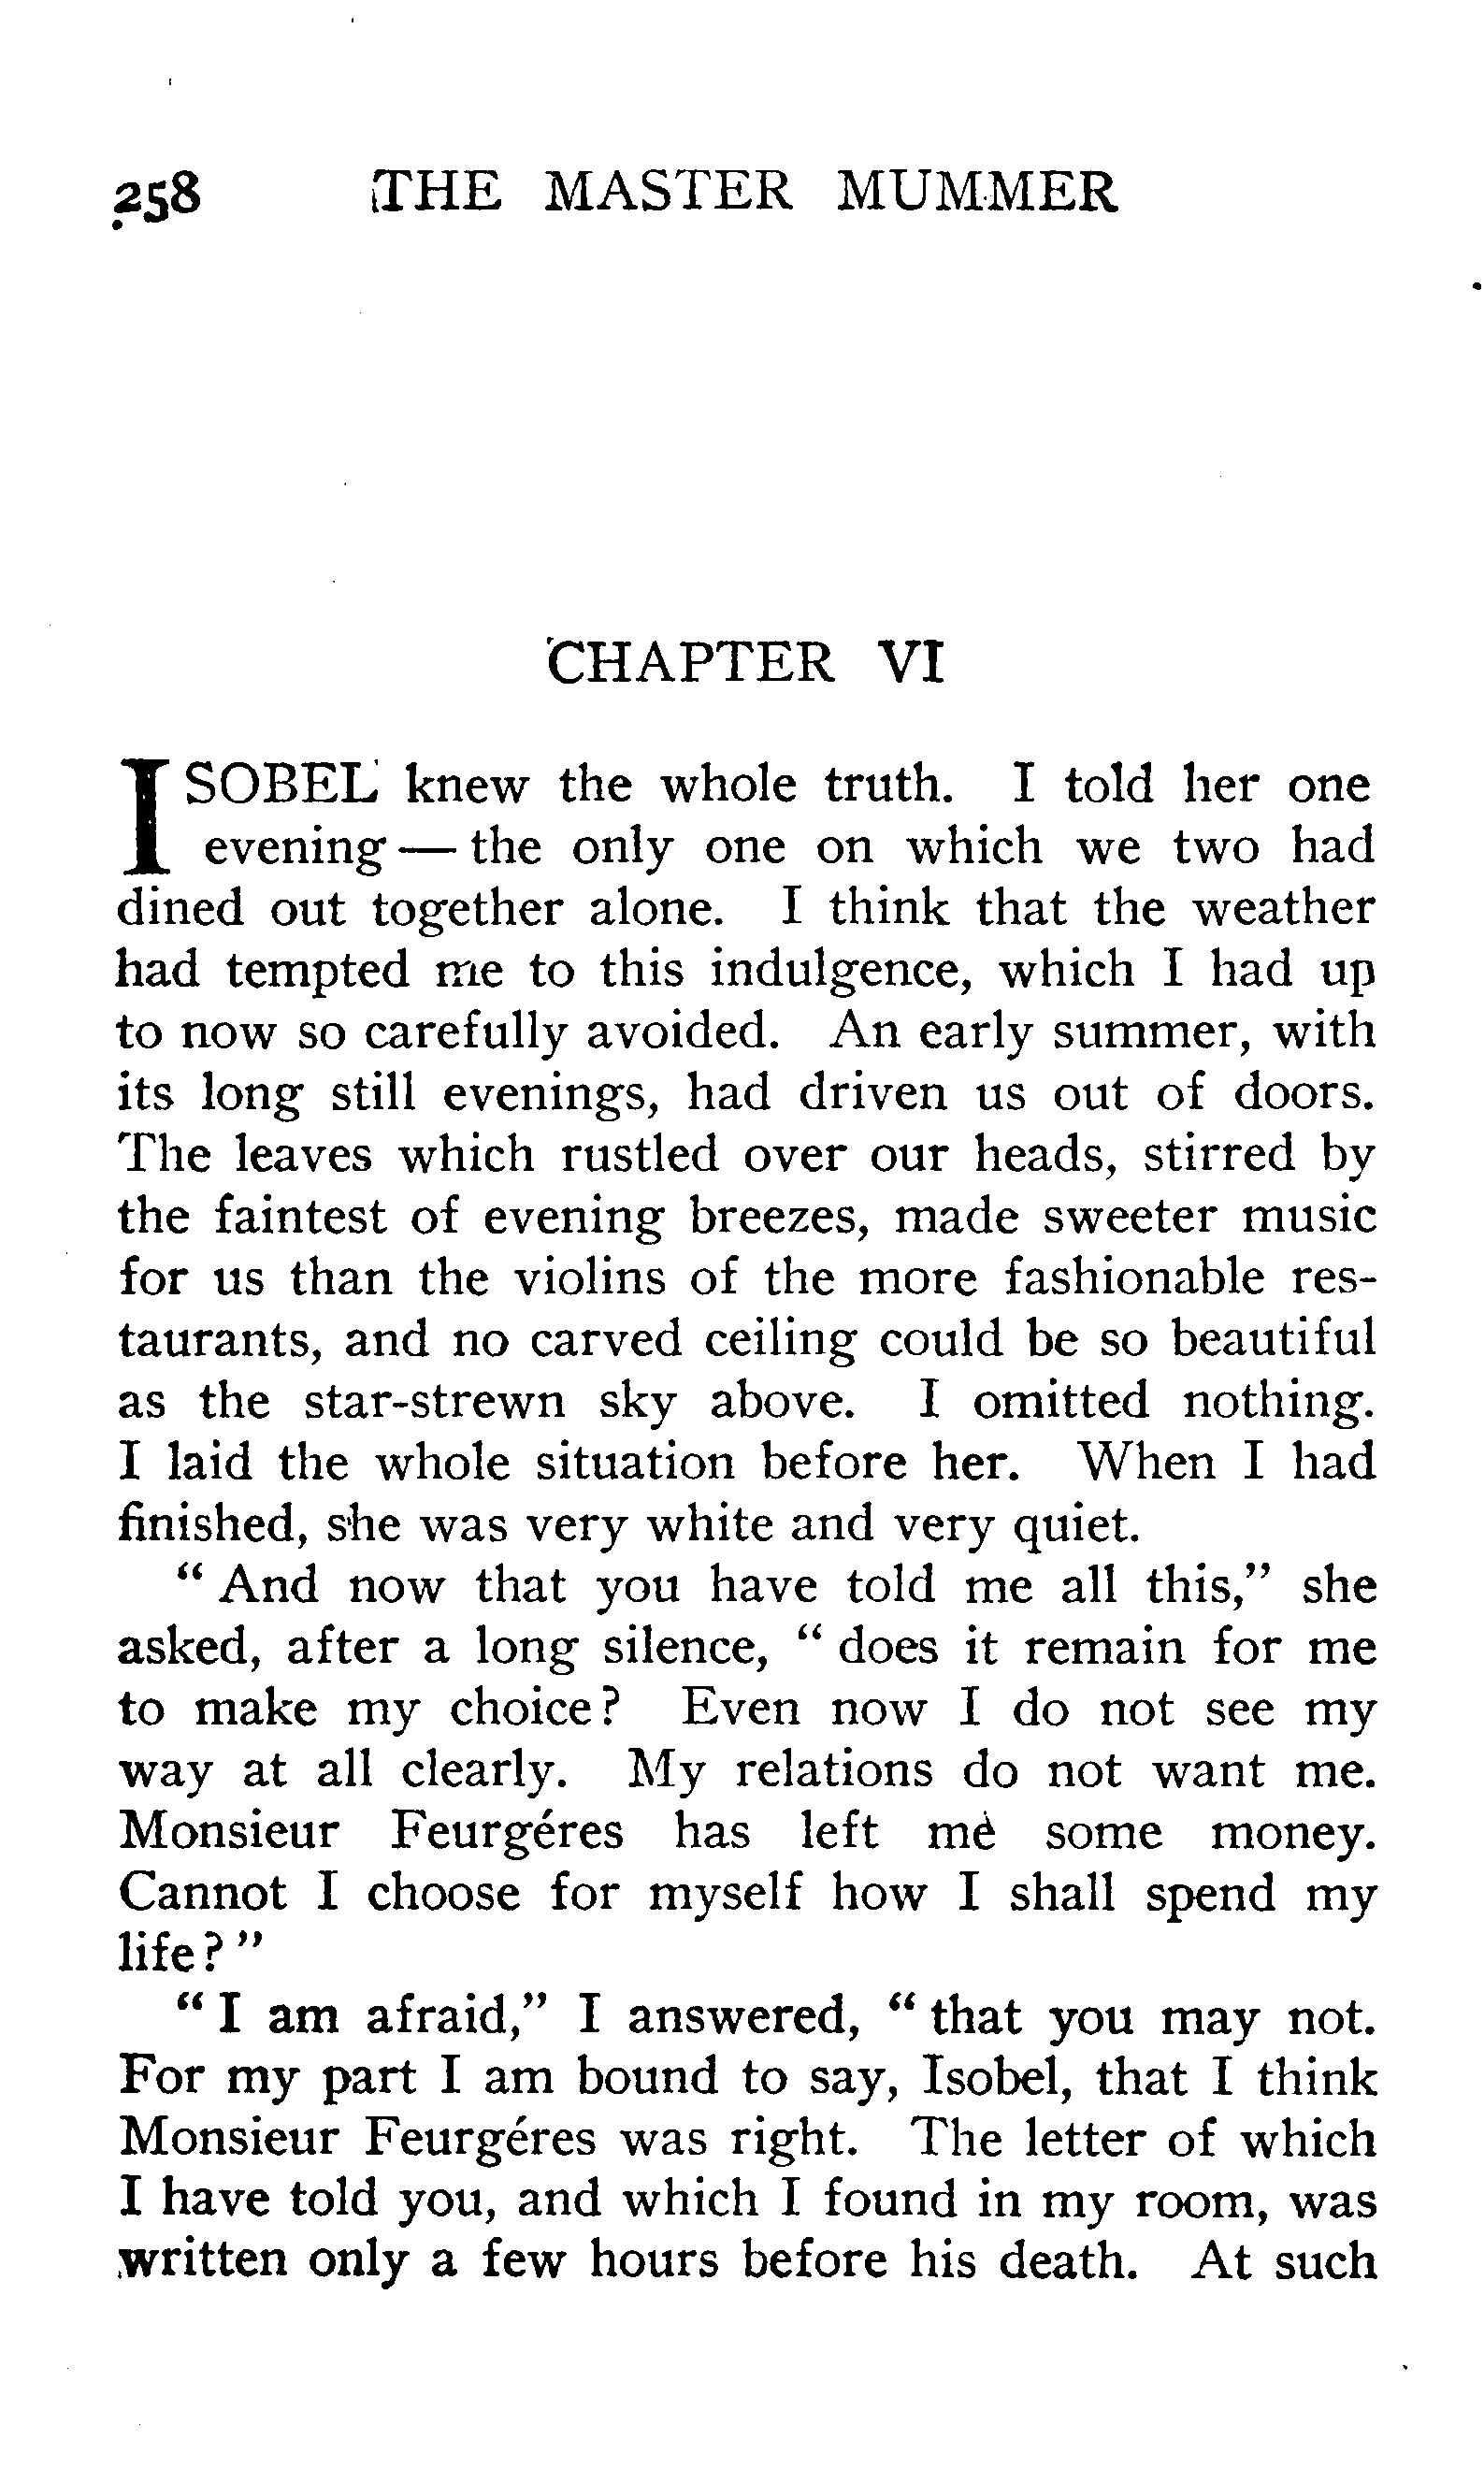 258 THE MASTER MUMMER
CHAPTER VI
ISOBEL knew the whole truth. I told her one
evening — the only one on which we two had
dined out together alone. I think that the weather
had tempted me to this indulgence, which I had up
to now so carefully avoided. An early summer, with
its long still evenings, had driven us out of doors.
The leaves which rustled over our heads, stirred by
the faintest of evening breezes, made sweeter music
for us than the violins of the more fashionable res-
taurants, and no carved ceiling could be so beautiful
as the star-strewn sky above. I omitted nothing.
I laid the whole situation before her. When I had
finished, she was very white and very quiet.
" And now that you have told me all this," she
asked, after a long silence, " does it remain for me
to make my choice? Even now I do not see my
way at all clearly. My relations do not want me.
Monsieur Feurgéres has left me some money.
Cannot I choose for myself how I shall spend my
life? "
" I am afraid," I answered, " that you may not.
For my part I am bound to say, Isobel, that I think
Monsieur Feurgéres was right. The letter of which
I have told you, and which I found in my room, was
written only a few hours before his death. At such